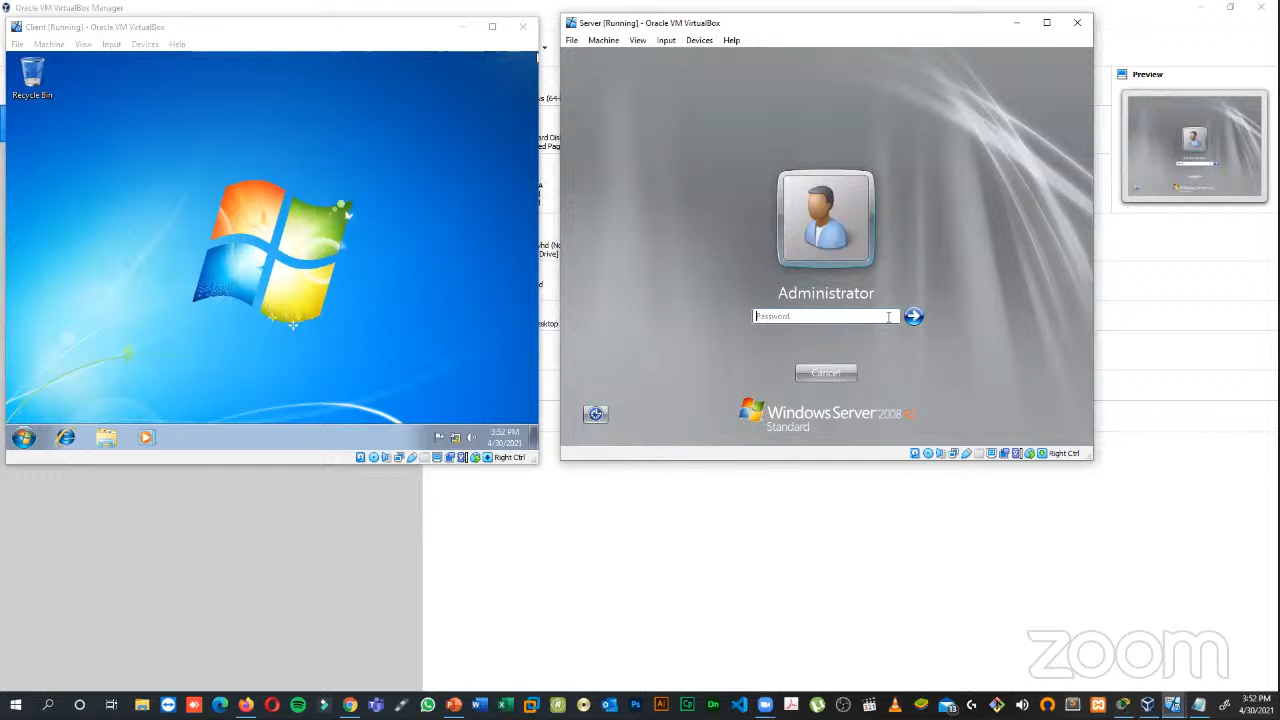 Oracle VM VirtualBox Manager
Client [Running] - Oracle VM VirtualBox
File Machine View Input Devices Help
Recycle Bin
3:52 PM
4/30/2021
Right Ctrl
Server [Running] - Oracle VM VirtualBox
File Machine View Input Devices Help
Administrator
Password
Cancel
Windows Server 2008 R2
Standard
Right Ctrl
Preview
zoom
3:52 PM
4/30/2021